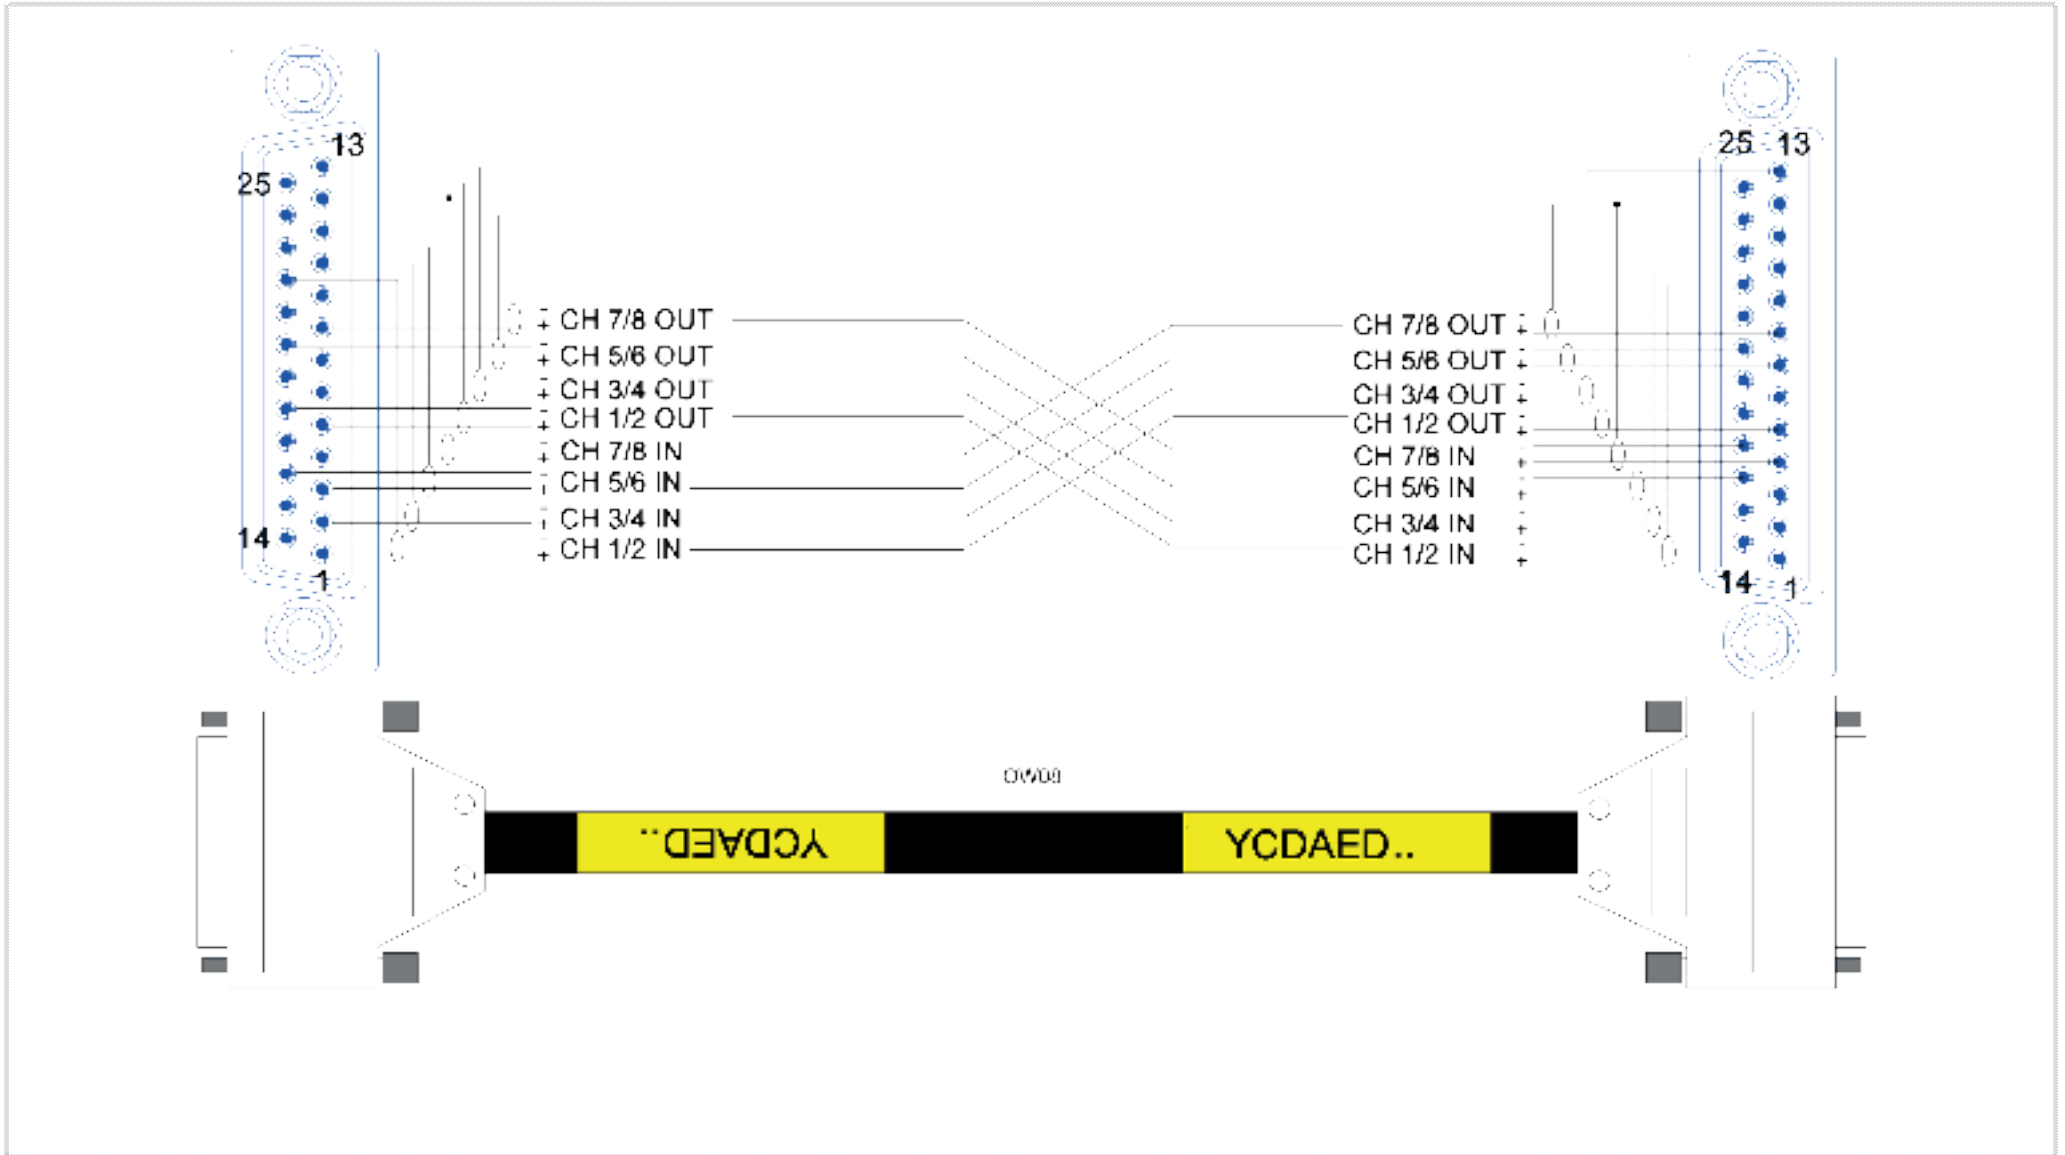 13
25
CH 7/8 OUT
CH 5/6 OUT
CH 3/4 OUT
CH 1/2 OUT
CH 7/8 IN
CH 5/6 IN
CH 3/4 IN
CH 1/2 IN
14
1
25 13
CH 7/8 OUT
CH 5/6 OUT
CH 3/4 OUT
CH 1/2 OUT
CH 7/8 IN
CH 5/6 IN
CH 3/4 IN
CH 1/2 IN
14 1
YCDAED..
YCDAED..